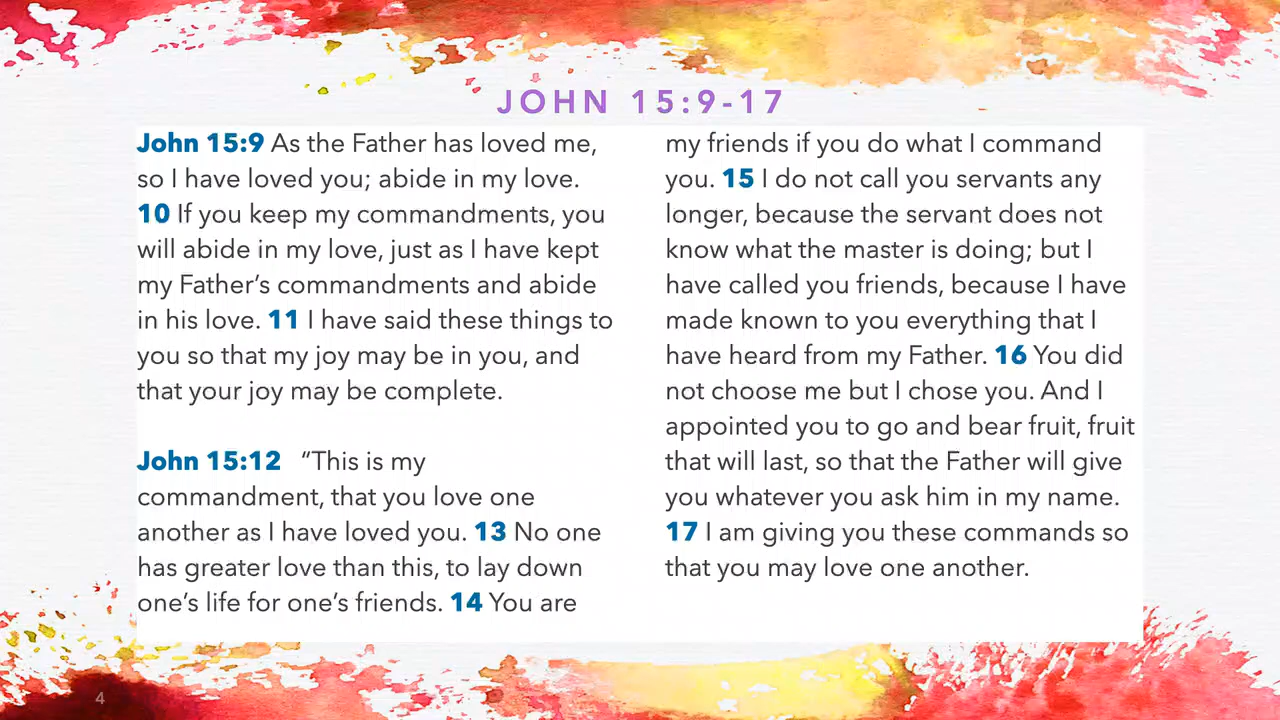 JOHN 15:9-17
John 15:9 As the Father has loved me,
so I have loved you; abide in my love.
10 If you keep my commandments, you
will abide in my love, just as I have kept
my Father’s commandments and abide
in his love. 11 I have said these things to
you so that my joy may be in you, and
that your joy may be complete.
John 15:12 “This is my
commandment, that you love one
another as I have loved you. 13 No one
has greater love than this, to lay down
one’s life for one’s friends. 14 You are
my friends if you do what I command
you. 15 I do not call you servants any
longer, because the servant does not
know what the master is doing; but I
have called you friends, because I have
made known to you everything that I
have heard from my Father. 16 You did
not choose me but I chose you. And I
appointed you to go and bear fruit, fruit
that will last, so that the Father will give
you whatever you ask him in my name.
17 I am giving you these commands so
that you may love one another.
4